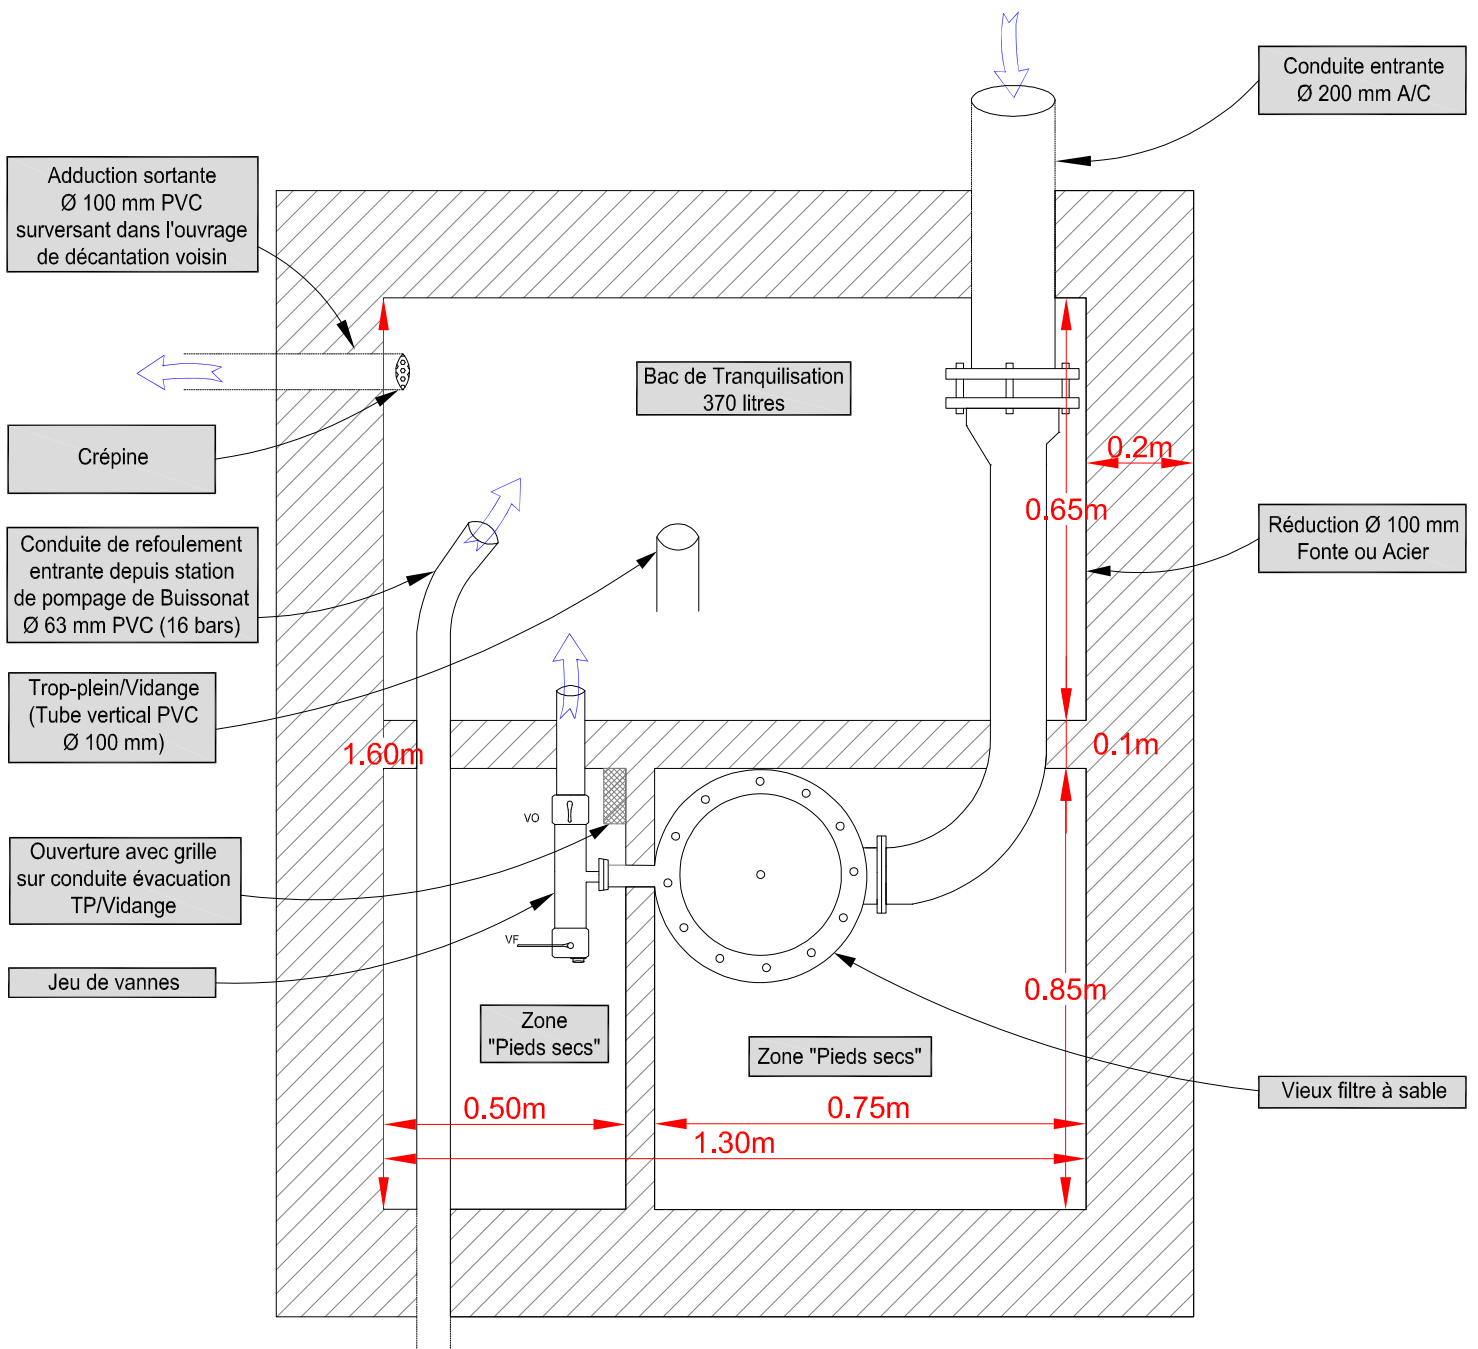 Conduite entrante
Ø 200 mm A/C
Adduction sortante
Ø 100 mm PVC
surversant dans l'ouvrage
de décantation voisin
Bac de Tranquilisation
370 litres
Crépine
0.2m
0.65m
Réduction Ø 100 mm
Fonte ou Acier
Conduite de refoulement
entrante depuis station
de pompage de Buissonat
Ø 63 mm PVC (16 bars)
Trop-plein/Vidange
(Tube vertical PVC
Ø 100 mm)
1.60m
0.1m
VO
Ouverture avec grille
sur conduite évacuation
TP/Vidange
VF
Jeu de vannes
0.85m
Zone
"Pieds secs"
Zone "Pieds secs"
Vieux filtre à sable
0.50m
0.75m
1.30m